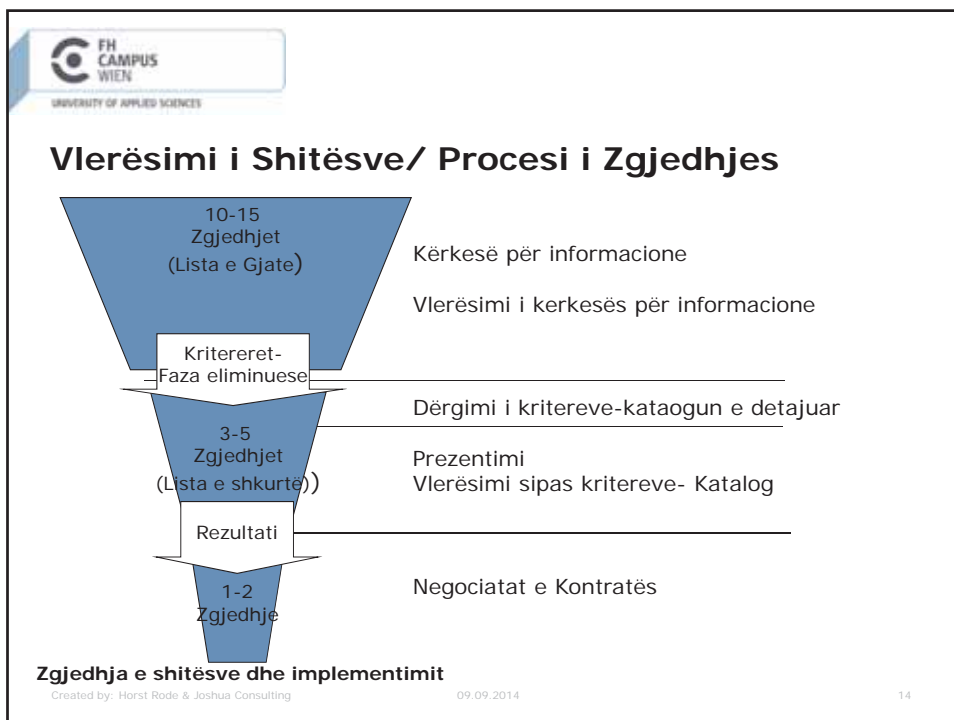 FH
CAMPUS
WIEN
UNIVERSITY OF APPLIED SCIENCES
Vlerësimi i Shitësve/ Procesi i Zgjedhjes
10-15
Zgjedhjet
(Lista e Gjate)
Kërkesë për informacione
Vlerësimi i kerkesës për informacione
Kritereret-
Faza eliminuese
Dërgimi i kritereve-kataogun e detajuar
3-5
Zgjedhjet
(Lista e shkurtë))
Prezentimi
Vlerësimi sipas kritereve- Katalog
Rezultati
1-2
Zgjedhje
Negociatat e Kontratës
Zgjedhja e shitësve dhe implementimit
Created by: Horst Rode & Joshua Consulting
09.09.2014
14